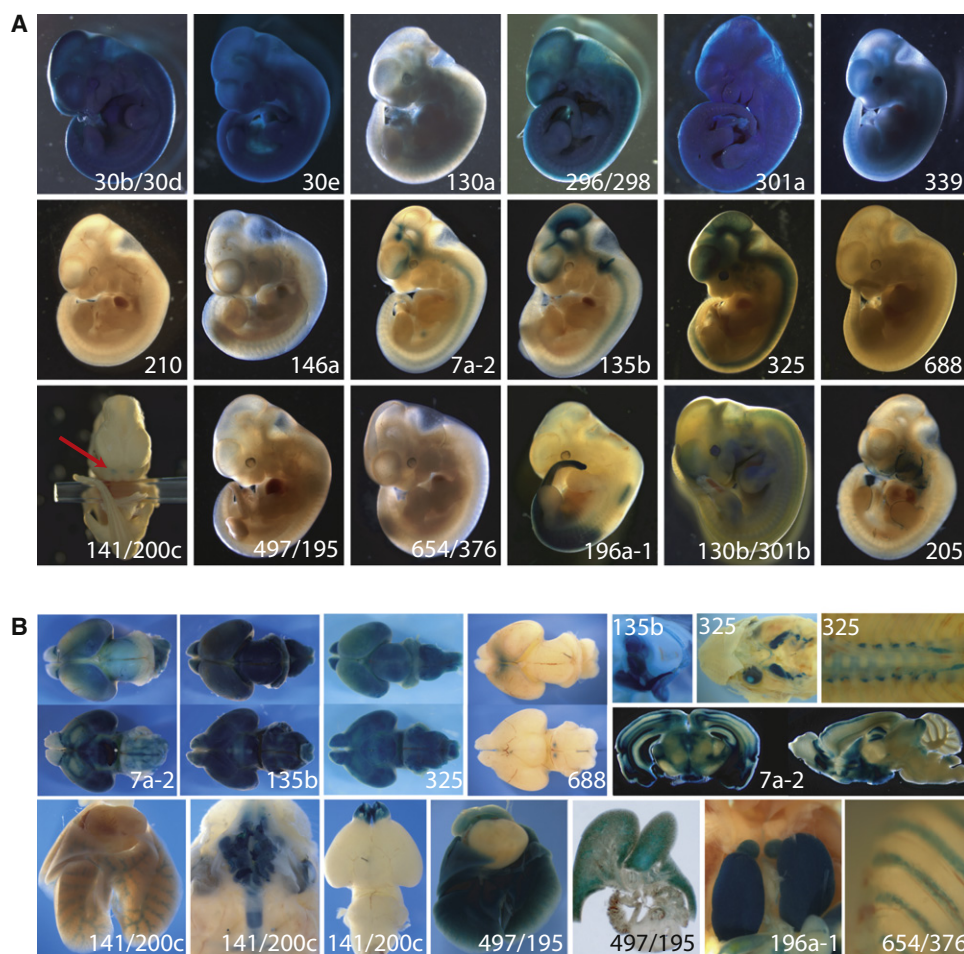 A
30b/30d
30e
130a
296/298
301a
339
210
146a
7a-2
135b
325
688
141/200c
497/195
654/376
196a-1
130b/301b
205
B
135b
325
325
7a-2
135b
325
688
7a-2
141/200c
141/200c
141/200c
497/195
497/195
196a-1
654/376